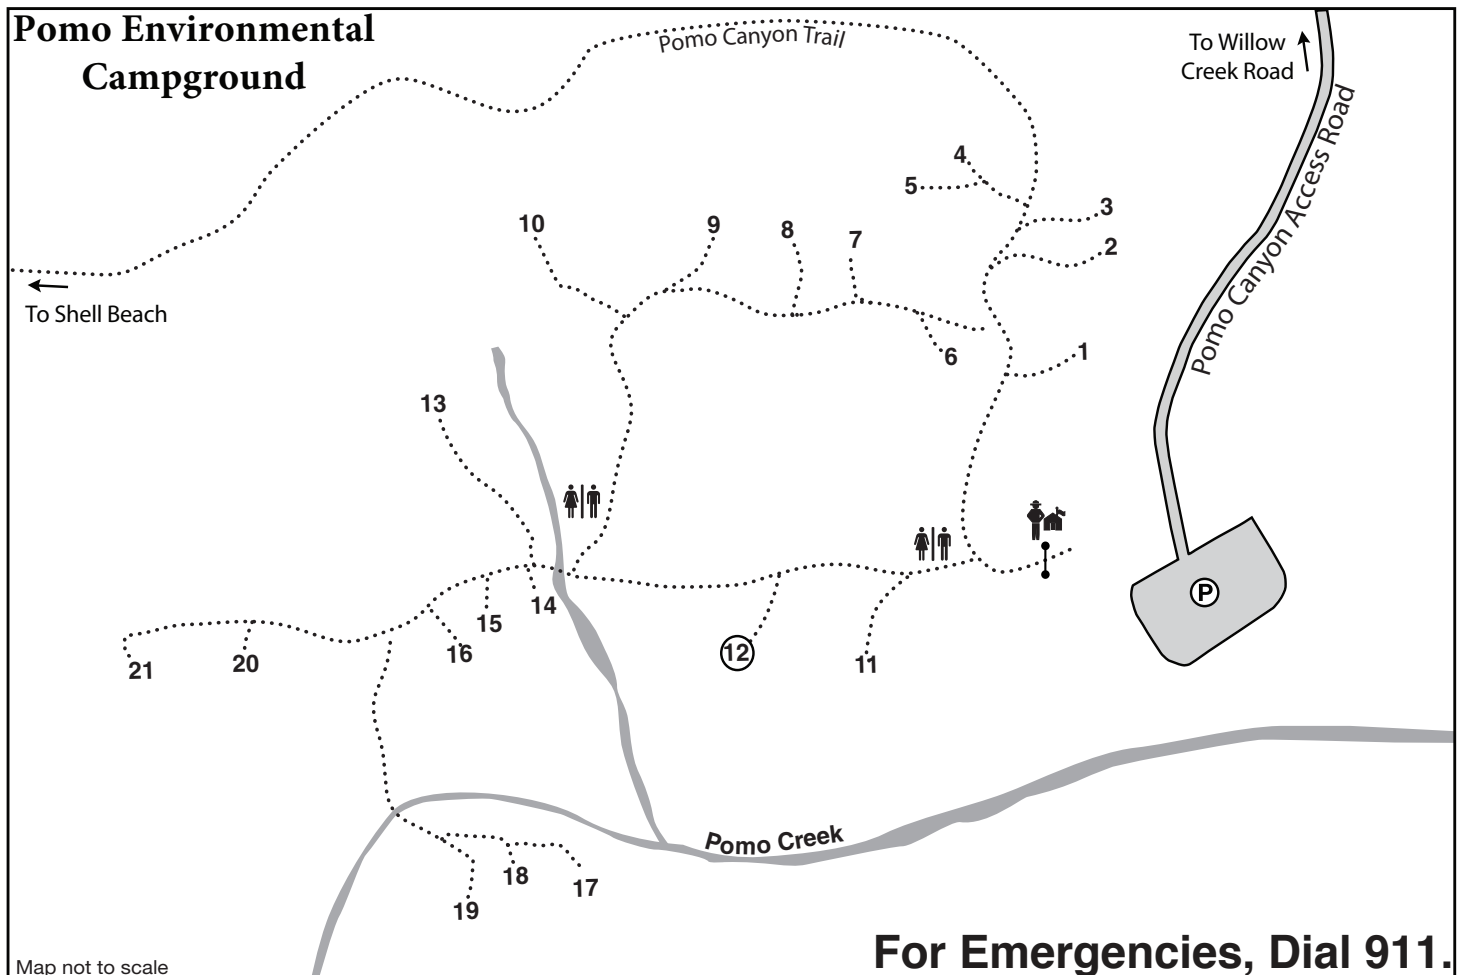 Pomo Environmental
Campground
Pomo Canyon Trail
To Willow
Creek Road
Pomo Canyon Access Road
4
5
3
10
9
8
7
2
To Shell Beach
6
1
13
14
15
16
12
11
P
21
20
Pomo Creek
18
17
19
For Emergencies, Dial 911.
Map not to scale